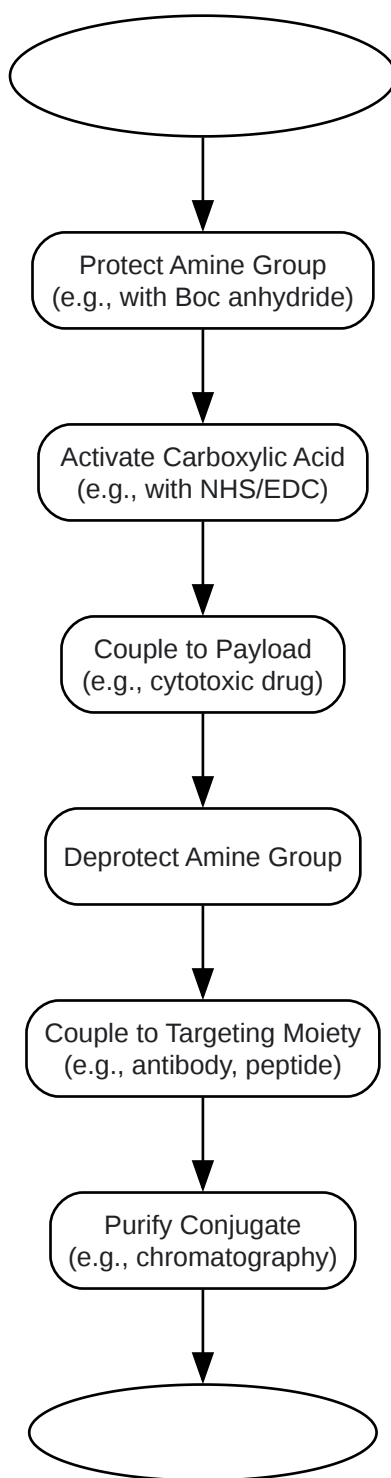 Protect Amine Group
(e.g., with Boc anhydride)
Activate Carboxylic Acid
(e.g., with NHS/EDC)
Couple to Payload
(e.g., cytotoxic drug)
Deprotect Amine Group
Couple to Targeting Moiety
(e.g., antibody, peptide)
Purify Conjugate
(e.g., chromatography)